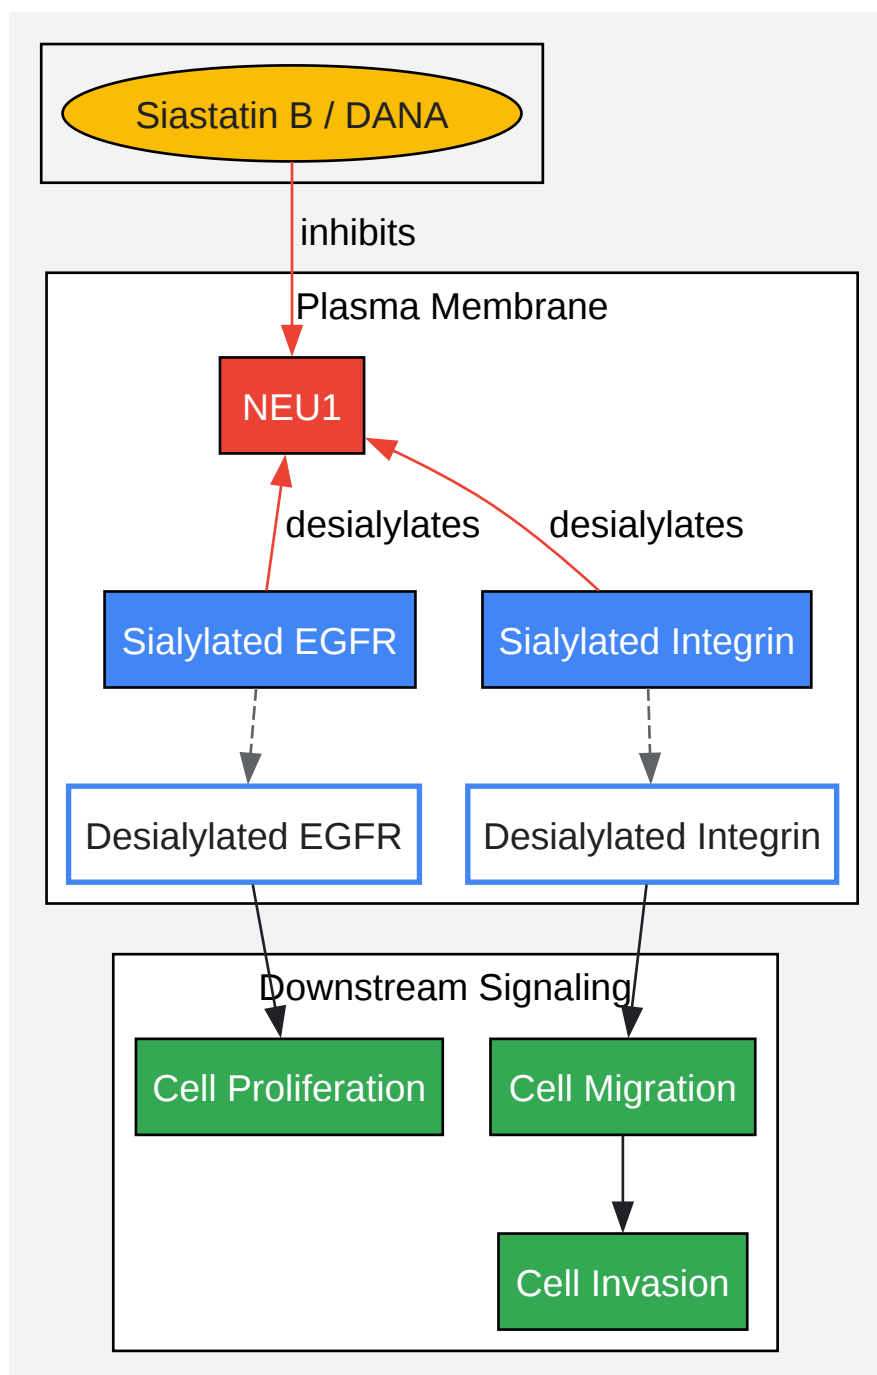 Siastatin B / DANA
inhibits
Plasma Membrane
NEU1
desialylates
desialylates
Sialylated EGFR
Sialylated Integrin
Desialylated EGFR
Desialylated Integrin
Downstream Signaling
Cell Proliferation
Cell Migration
Cell Invasion